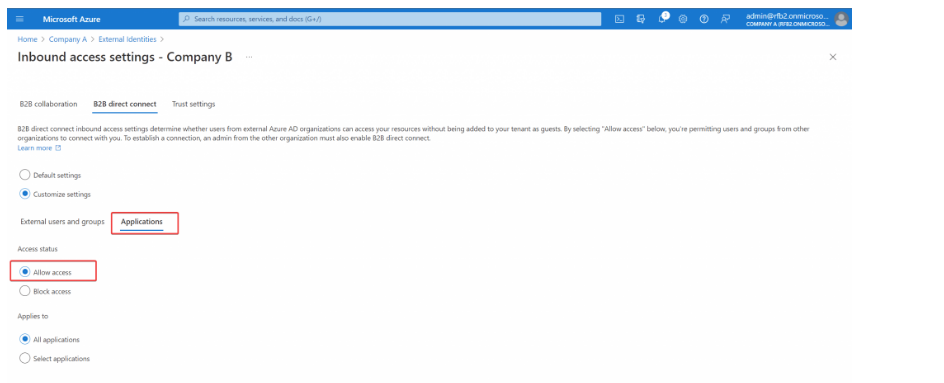 Microsoft Azure
Search resources, services, and docs (G+/)
admin@rfb2.onmicroso...
COMPANY A (RFB2.ONMICROSO...
Home > Company A > External Identities >
Inbound access settings - Company B ...
B2B collaboration B2B direct connect Trust settings
B2B direct connect inbound access settings determine whether users from external Azure AD organizations can access your resources without being added to your tenant as guests. By selecting "Allow access" below, you're permitting users and groups from other
organizations to connect with you. To establish a connection, an admin from the other organization must also enable B2B direct connect.
Learn more
Default settings
Customize settings
External users and groups Applications
Access status
Allow access
Block access
Applies to
All applications
Select applications